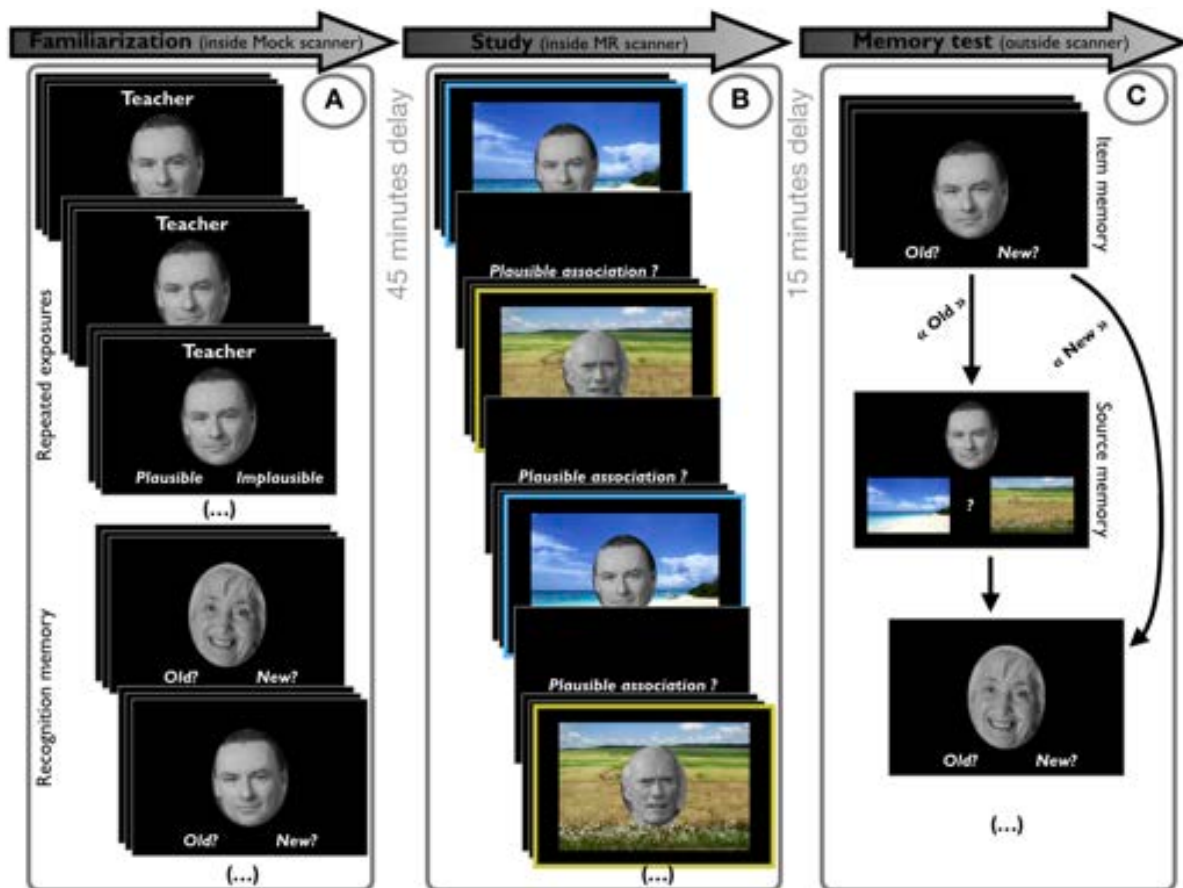 Familiarization (inside Mock scanner)
A
Teacher
Teacher
Teacher
Plausible Implausible
(...)
Repeated exposures
Old? New?
Old? New?
(...)
Recognition memory
45 minutes delay
Study (inside MR scanner)
B
Plausible association ?
Plausible association ?
Plausible association ?
(...)
15 minutes delay
Memory test (outside scanner)
C
Old? New?
Item memory
« Old »
« New »
?
Source memory
Old? New?
(...)